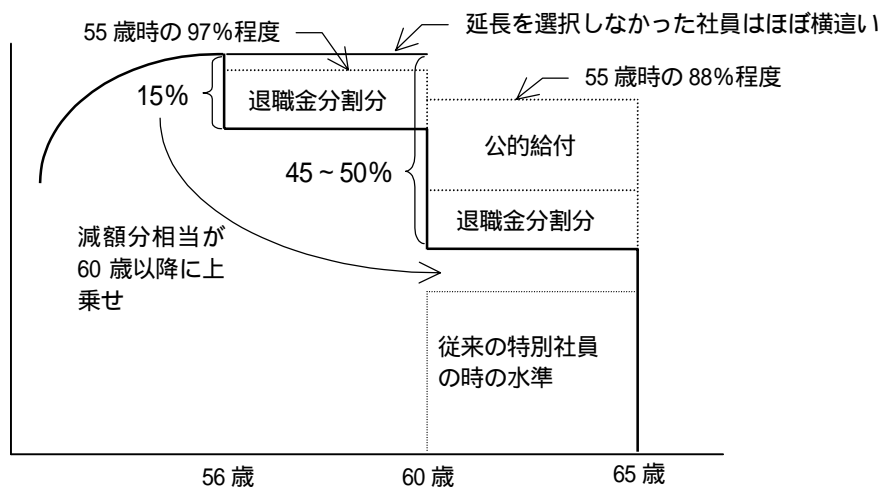 55 歳時の 97%程度
延長を選択しなかった社員はほぼ横這い
55 歳時の 88%程度
15%
退職金分割分
公的給付
45~50%
退職金分割分
減額分相当が
60 歳以降に上
乗せ
従来の特別社員
の時の水準
56 歳
60 歳
65 歳